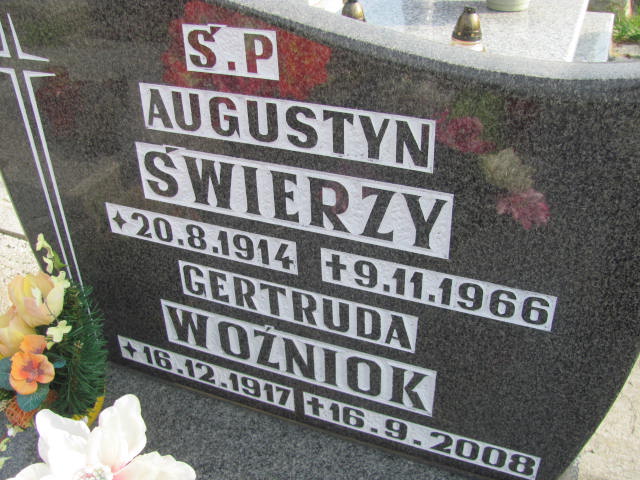 Ś.P
AUGUSTYN
ŚWIERZY
✦20.8.1914 ✝9.11.1966
GERTRUDA
WOŹNIOK
✦16.12.1917 ✝16.9.2008